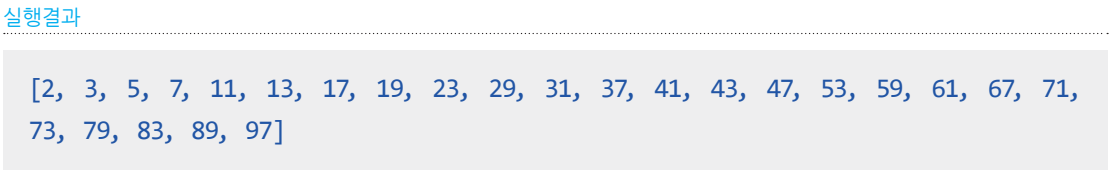 실행결과
[2, 3, 5, 7, 11, 13, 17, 19, 23, 29, 31, 37, 41, 43, 47, 53, 59, 61, 67, 71,
73, 79, 83, 89, 97]